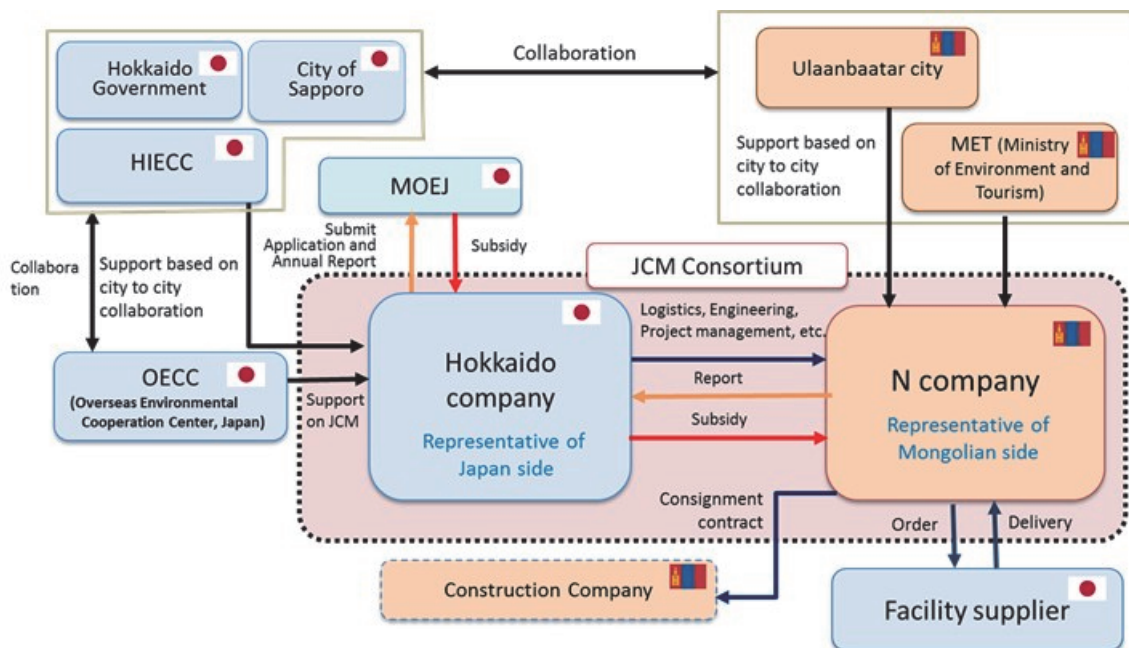 Hokkaido
Government
City of
Sapporo
HIECC
Collaboration
Ulaanbaatar city
Support based on
city to city
collaboration
MET (Ministry
of Environment and
Tourism)
MOEJ
Submit
Application and
Annual Report
Subsidy
Collabora
tion
Support based on
city to city
collaboration
JCM Consortium
OECC
(Overseas Environmental
Cooperation Center, Japan)
Support
on JCM
Hokkaido
company
Representative of
Japan side
Logistics, Engineering,
Project management, etc.
Report
Subsidy
N company
Representative of
Mongolian side
Consignment
contract
Order
Delivery
Construction Company
Facility supplier